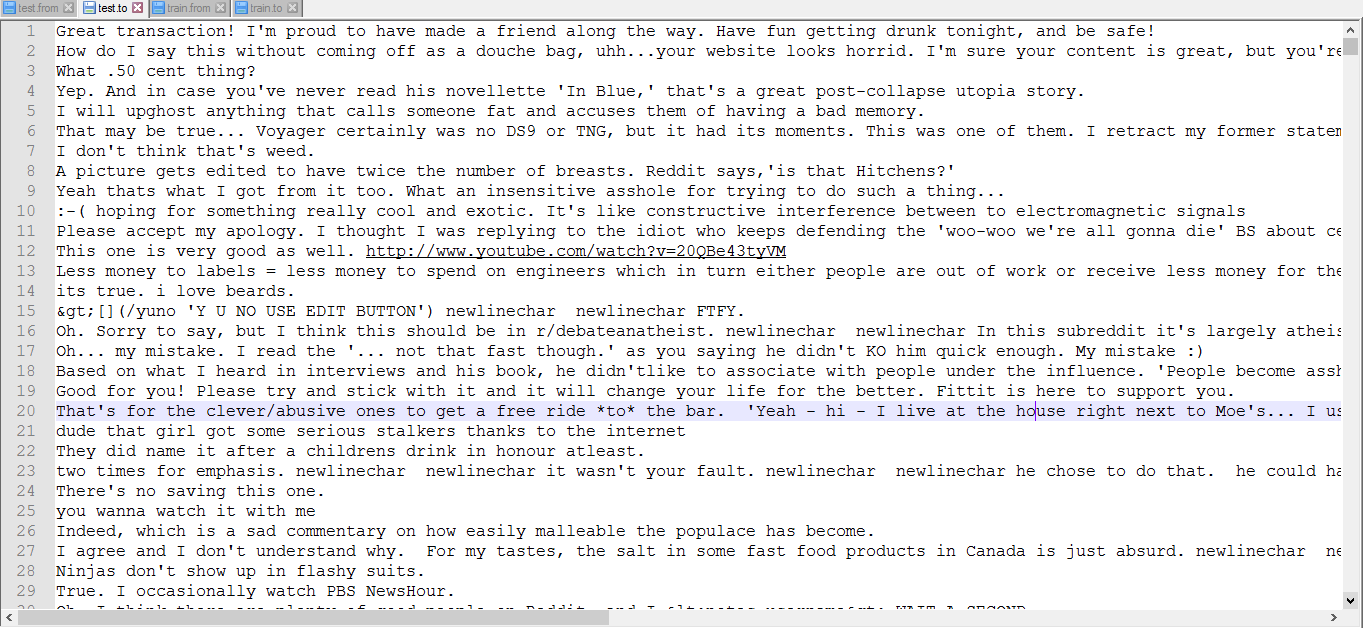 test.from test.to train.from train.to
1 Great transaction! I'm proud to have made a friend along the way. Have fun getting drunk tonight, and be safe!
2 How do I say this without coming off as a douche bag, uhh...your website looks horrid. I'm sure your content is great, but you're
3 What .50 cent thing?
4 Yep. And in case you've never read his novellette 'In Blue,' that's a great post-collapse utopia story.
5 I will upghost anything that calls someone fat and accuses them of having a bad memory.
6 That may be true... Voyager certainly was no DS9 or TNG, but it had its moments. This was one of them. I retract my former statem
7 I don't think that's weed.
8 A picture gets edited to have twice the number of breasts. Reddit says,'is that Hitchens?'
9 Yeah thats what I got from it too. What an insensitive asshole for trying to do such a thing...
10 :-( hoping for something really cool and exotic. It's like constructive interference between to electromagnetic signals
11 Please accept my apology. I thought I was replying to the idiot who keeps defending the 'woo-woo we're all gonna die' BS about ce
12 This one is very good as well. http://www.youtube.com/watch?v=20QBe43tyVM
13 Less money to labels = less money to spend on engineers which in turn either people are out of work or receive less money for the
14 its true. i love beards.
15 &gt;[](/yuno 'Y U NO USE EDIT BUTTON') newlinechar  newlinechar FTFY.
16 Oh. Sorry to say, but I think this should be in r/debateanatheist. newlinechar  newlinechar In this subreddit it's largely atheis
17 Oh... my mistake. I read the '... not that fast though.' as you saying he didn't KO him quick enough. My mistake :)
18 Based on what I heard in interviews and his book, he didn'tlike to associate with people under the influence. 'People become assh
19 Good for you! Please try and stick with it and it will change your life for the better. Fittit is here to support you.
20 That's for the clever/abusive ones to get a free ride *to* the bar.  'Yeah - hi - I live at the house right next to Moe's... I us
21 dude that girl got some serious stalkers thanks to the internet
22 They did name it after a childrens drink in honour atleast.
23 two times for emphasis. newlinechar  newlinechar it wasn't your fault. newlinechar  newlinechar he chose to do that.  he could ha
24 There's no saving this one.
25 you wanna watch it with me
26 Indeed, which is a sad commentary on how easily malleable the populace has become.
27 I agree and I don't understand why.  For my tastes, the salt in some fast food products in Canada is just absurd. newlinechar  ne
28 Ninjas don't show up in flashy suits.
29 True. I occasionally watch PBS NewsHour.